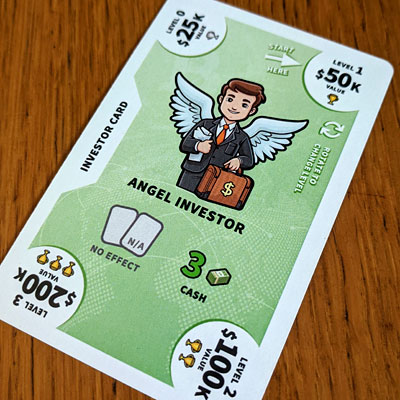 LEVEL 0
$25K
VALUE
START
HERE
LEVEL 1
$50K
VALUE
ROTATE TO
CHANGE LEVEL
INVESTOR CARD
$
ANGEL INVESTOR
N/A
NO EFFECT
3
CASH
LEVEL 3
$200K
VALUE
LEVEL 2
$100K
VALUE